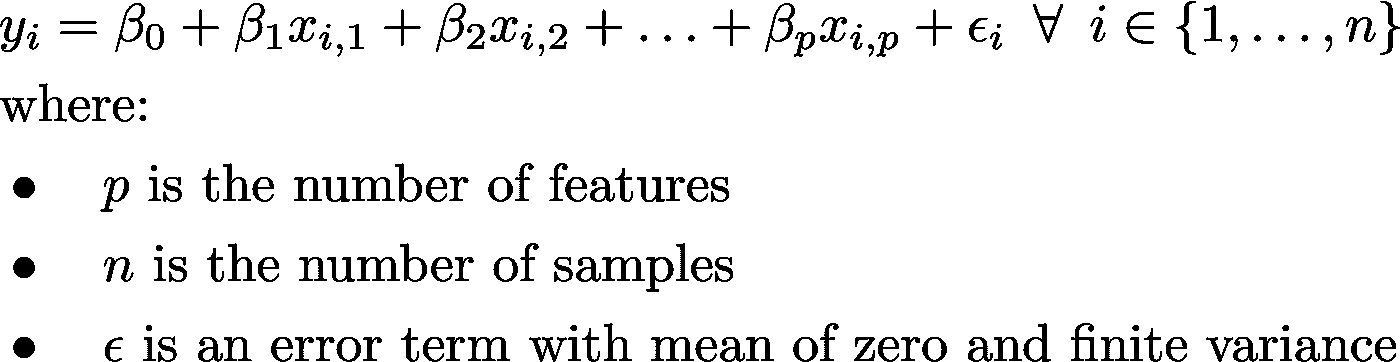 yᵢ = β₀ + β₁xᵢ,₁ + β₂xᵢ,₂ + … + βₚxᵢ,ₚ + ϵᵢ ∀ i ∈ {1, …, n}
where:
• p is the number of features
• n is the number of samples
• ϵ is an error term with mean of zero and finite variance